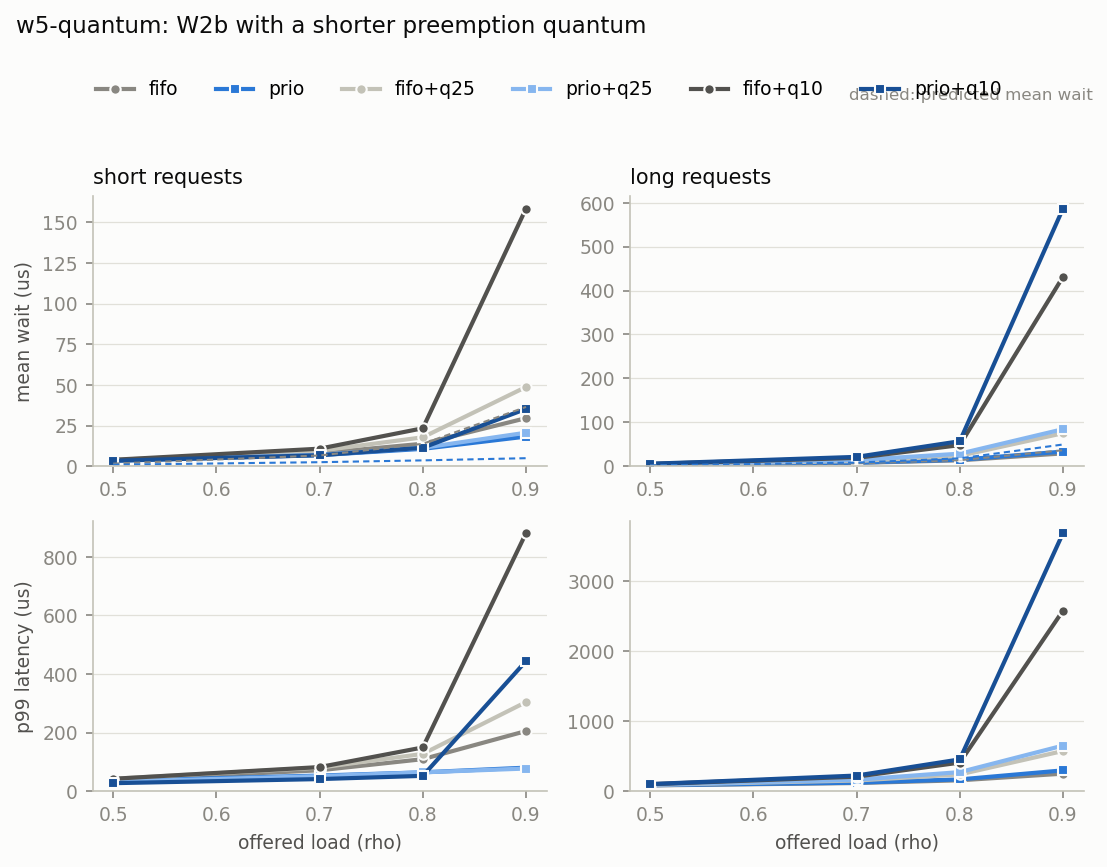 w5-quantum: W2b with a shorter preemption quantum
fifo prio fifo+q25 prio+q25 fifo+q10 prio+q10
dashed: predicted mean wait
short requests
mean wait (us)
150
125
100
75
50
25
0
0.5 0.6 0.7 0.8 0.9
long requests
600
500
400
300
200
100
0
0.5 0.6 0.7 0.8 0.9
p99 latency (us)
800
600
400
200
0
0.5 0.6 0.7 0.8 0.9
offered load (rho)
3000
2000
1000
0
0.5 0.6 0.7 0.8 0.9
offered load (rho)